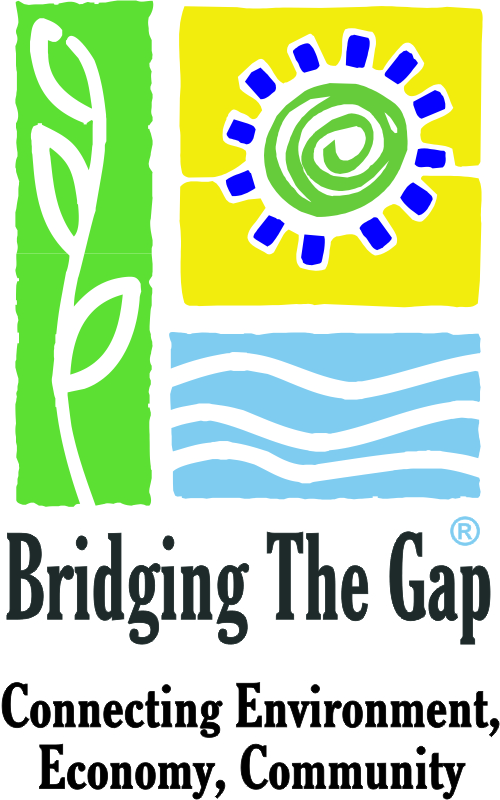 Bridging The Gap®
Connecting Environment,
Economy, Community